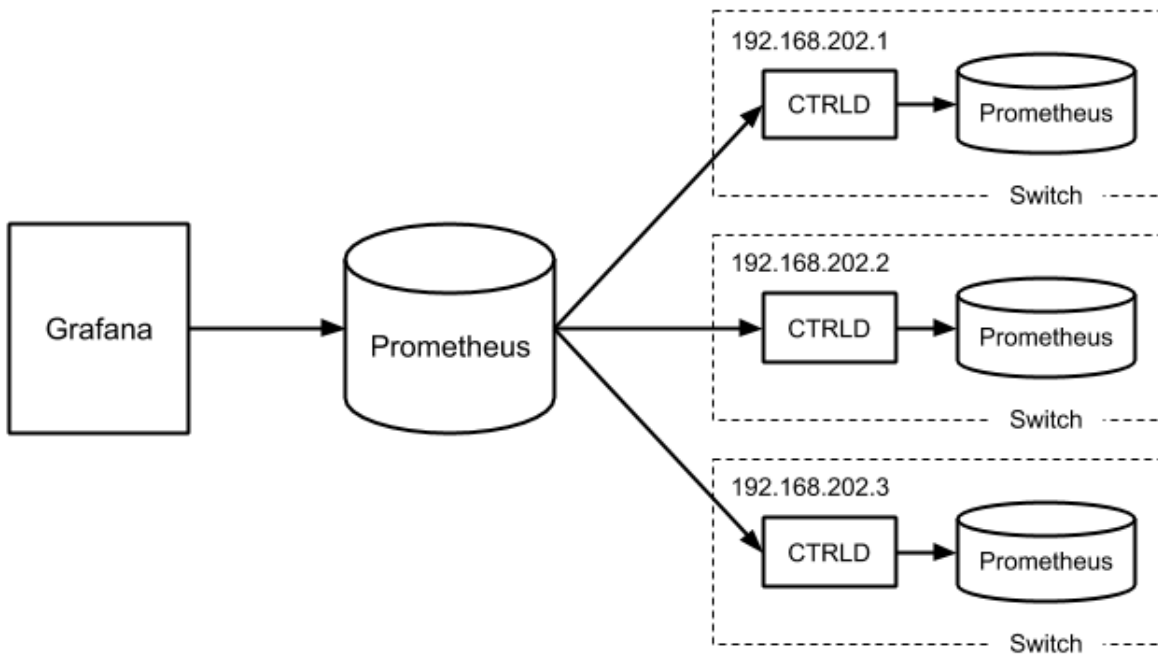 Grafana
Prometheus
192.168.202.1
CTRLD
Prometheus
Switch
192.168.202.2
CTRLD
Prometheus
Switch
192.168.202.3
CTRLD
Prometheus
Switch